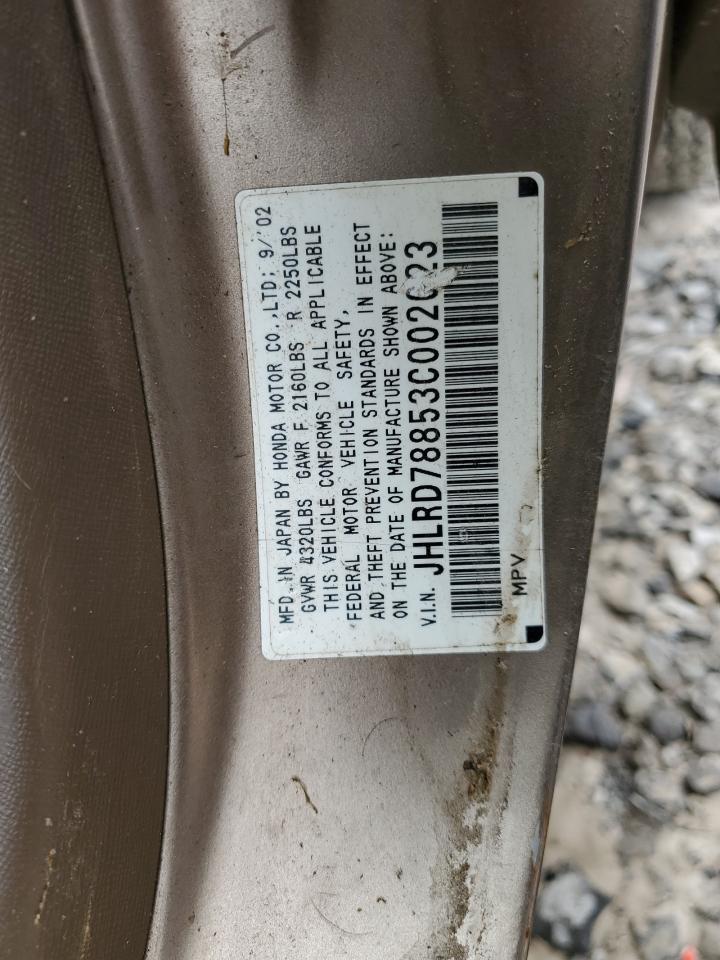 MFD. IN JAPAN BY HONDA MOTOR CO.,LTD; 9/'02
GVWR 4320LBS GAWR F 2160LBS R 2250LBS
THIS VEHICLE CONFORMS TO ALL APPLICABLE
FEDERAL MOTOR VEHICLE SAFETY,
AND THEFT PREVENTION STANDARDS IN EFFECT
ON THE DATE OF MANUFACTURE SHOWN ABOVE:
V.I.N.
MPV